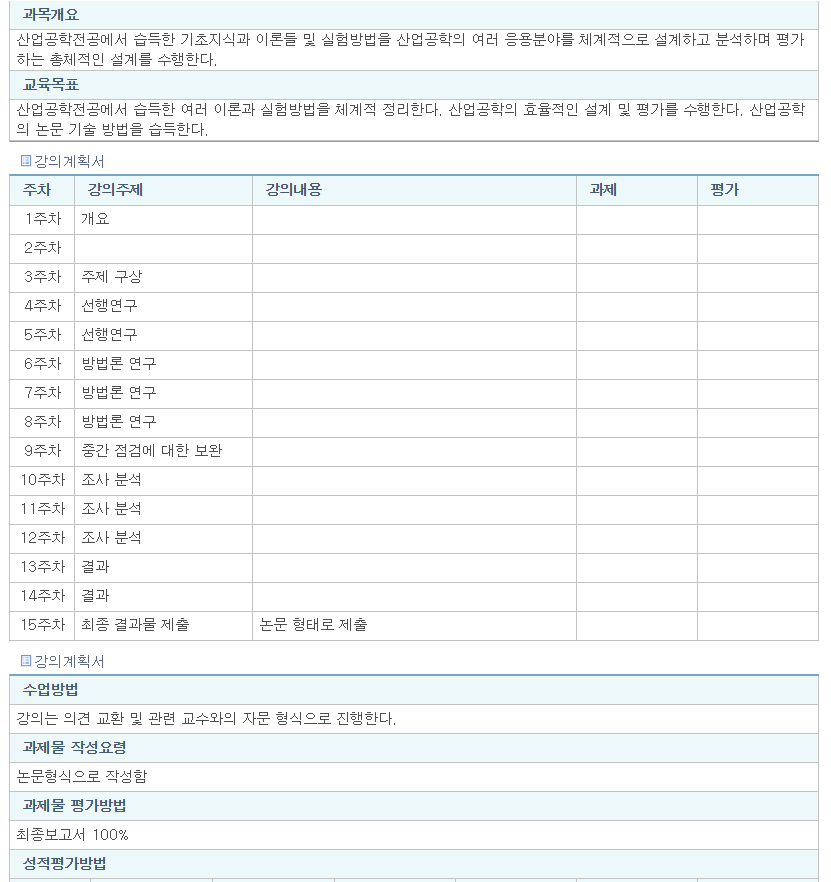 과목개요
산업공학전공에서 습득한 기초지식과 이론들 및 실험방법을 산업공학의 여러 응용분야를 체계적으로 설계하고 분석하며 평가
하는 총체적인 설계를 수행한다.
교육목표
산업공학전공에서 습득한 여러 이론과 실험방법을 체계적 정리한다. 산업공학의 효율적인 설계 및 평가를 수행한다. 산업공학
의 논문 기술 방법을 습득한다.
강의계획서
주차 강의주제 강의내용 과제 평가
1주차 개요
2주차
3주차 주제 구상
4주차 선행연구
5주차 선행연구
6주차 방법론 연구
7주차 방법론 연구
8주차 방법론 연구
9주차 중간 점검에 대한 보완
10주차 조사 분석
11주차 조사 분석
12주차 조사 분석
13주차 결과
14주차 결과
15주차 최종 결과물 제출 논문 형태로 제출
강의계획서
수업방법
강의는 의견 교환 및 관련 교수와의 자문 형식으로 진행한다.
과제물 작성요령
논문형식으로 작성함
과제물 평가방법
최종보고서 100%
성적평가방법